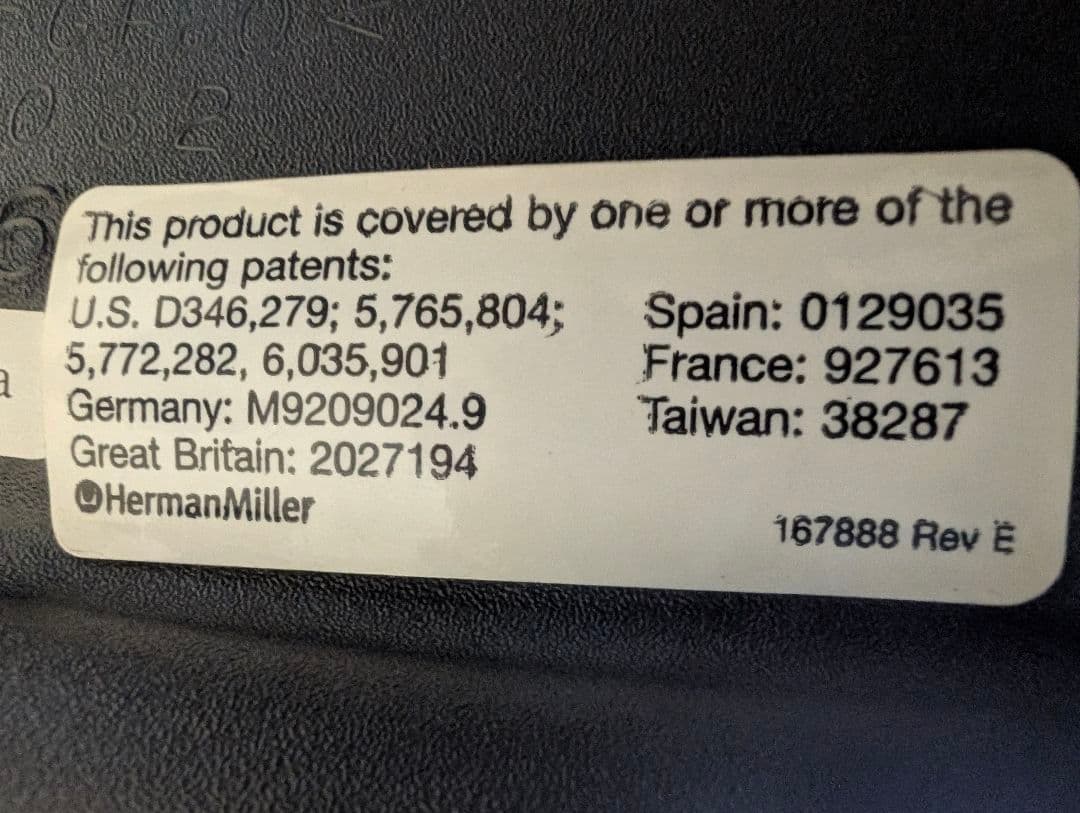 032
This product is covered by one or more of the
following patents:
U.S. D346,279; 5,765,804;
5,772,282, 6,035,901
Germany: M9209024.9
Great Britain: 2027194
Spain: 0129035
France: 927613
Taiwan: 38287
HermanMiller
167888 Rev E
a